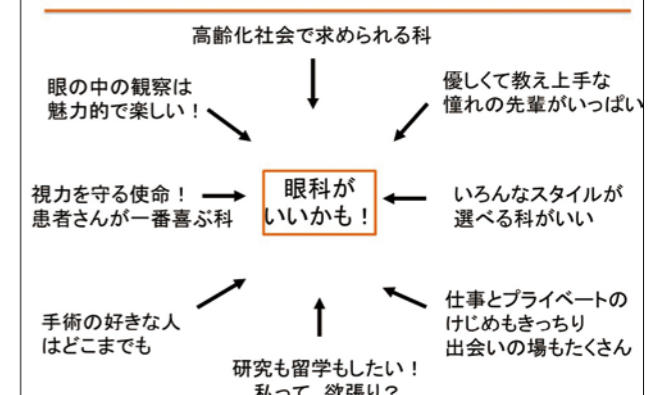 高齢化社会で求められる科
眼の中の観察は
魅力的で楽しい！
優しくて教え上手な
憧れの先輩がいっぱい
視力を守る使命！
患者さんが一番喜ぶ科
眼科が
いいかも！
いろんなスタイルが
選べる科がいい
手術の好きな人
はどこまでも
研究も留学もしたい！
私って、欲張り？
仕事とプライベートの
けじめもきっちり
出会いの場もたくさん